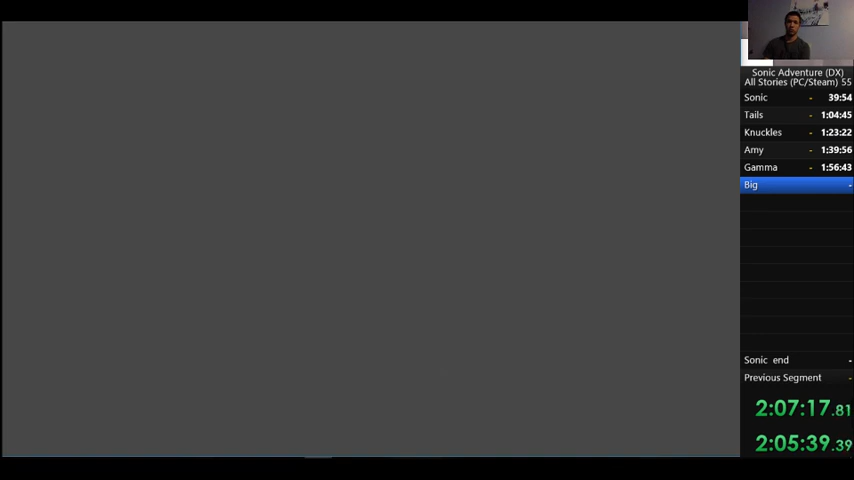 Sonic Adventure (DX)
All Stories (PC/Steam) 55
Sonic - 39:54
Tails - 1:04:45
Knuckles - 1:23:22
Amy - 1:39:56
Gamma - 1:56:43
Big -
Sonic end -
Previous Segment -
2:07:17.81
2:05:39.39